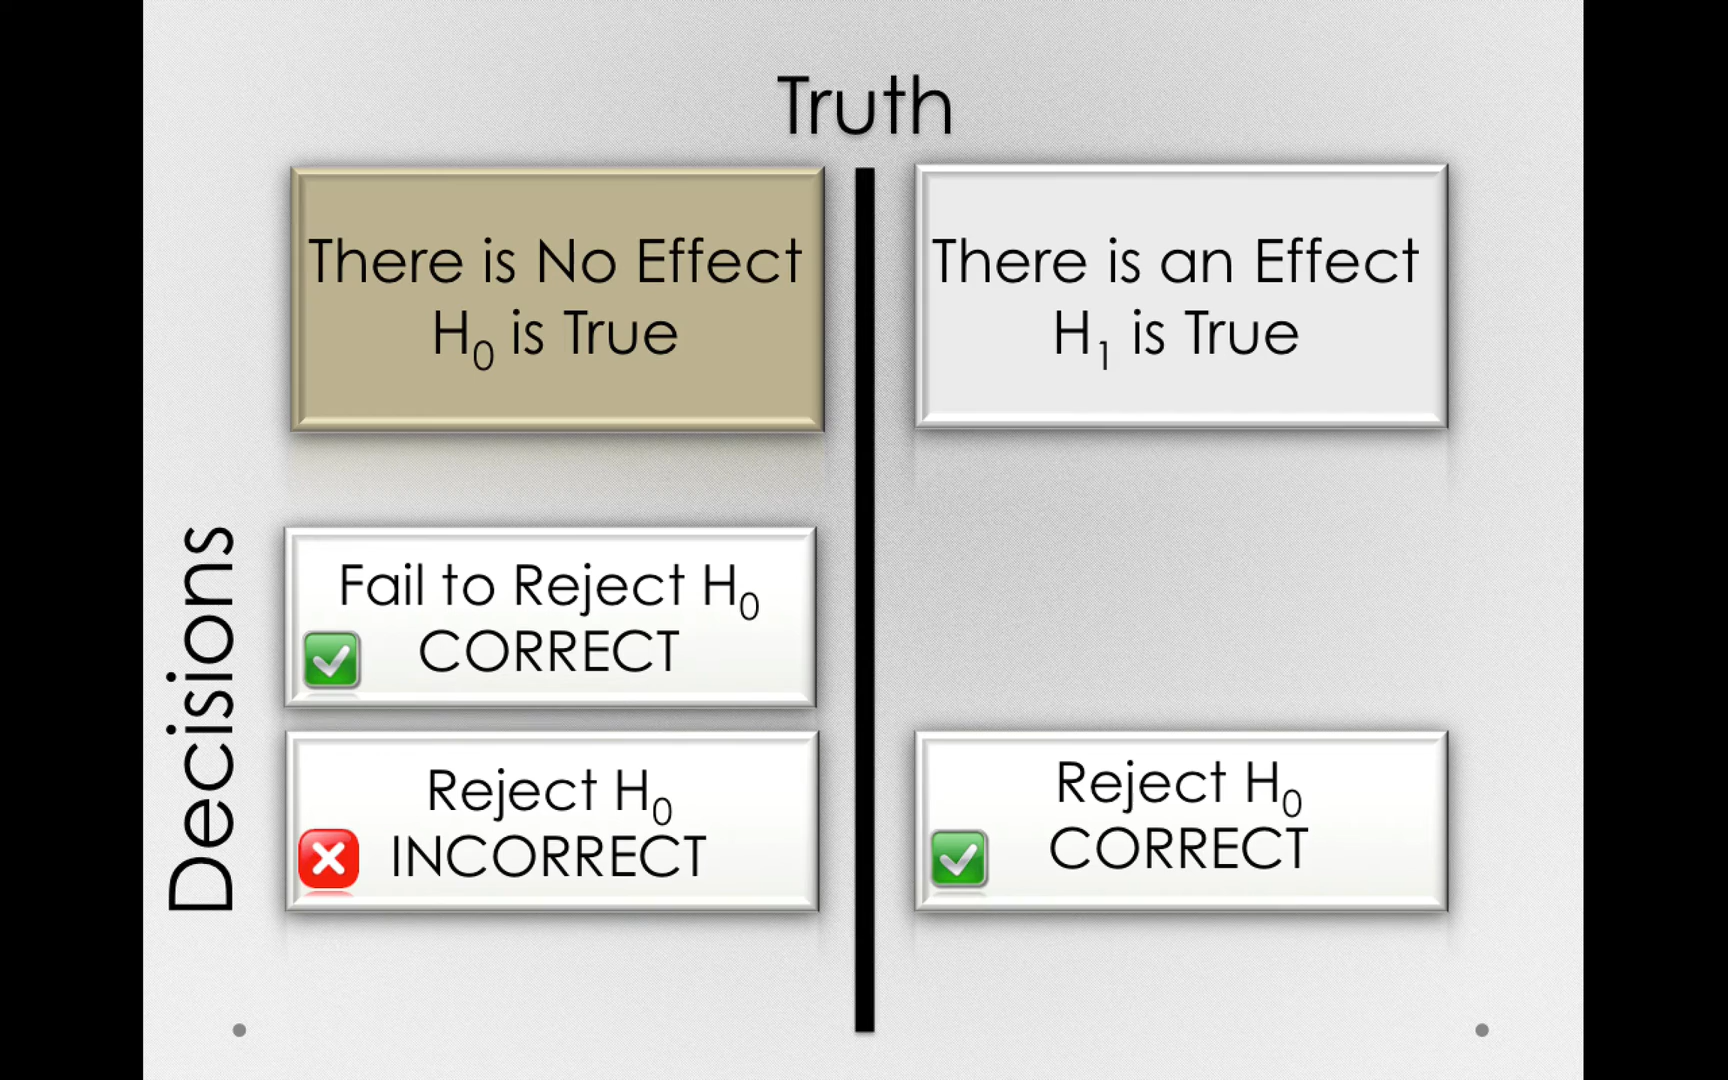 Truth
There is No Effect
H₀ is True
There is an Effect
H₁ is True
Decisions
Fail to Reject H₀
CORRECT
Reject H₀
INCORRECT
Reject H₀
CORRECT